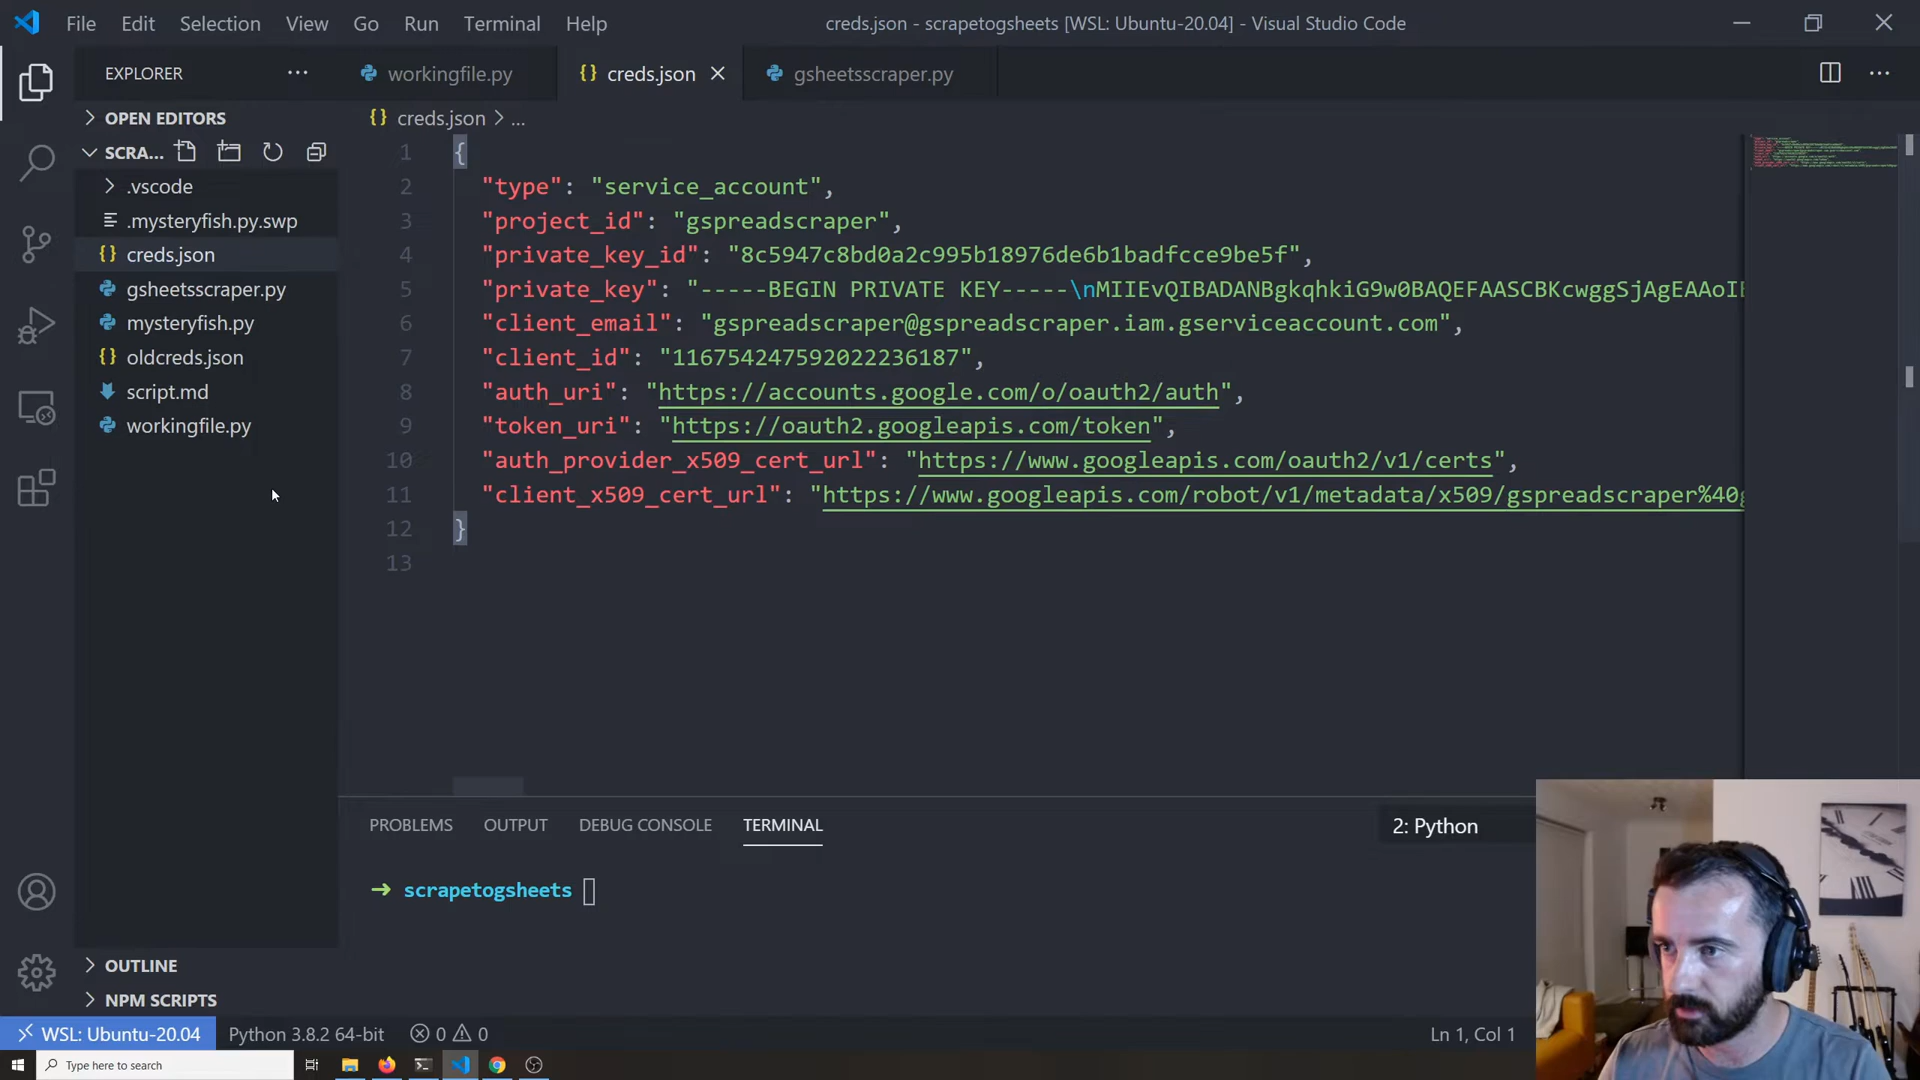 File Edit Selection View Go Run Terminal Help
creds.json - scrapetogsheets [WSL: Ubuntu-20.04] - Visual Studio Code
EXPLORER
workingfile.py
creds.json
gsheetsscraper.py
OPEN EDITORS
creds.json > ...
SCRA...
.vscode
.mysteryfish.py.swp
creds.json
gsheetsscraper.py
mysteryfish.py
oldcreds.json
script.md
workingfile.py
1 {
2 "type": "service_account",
3 "project_id": "gspreadscraper",
4 "private_key_id": "8c5947c8bd0a2c995b18976de6b1badfcce9be5f",
5 "private_key": "-----BEGIN PRIVATE KEY-----\nMIIEvQIBADANBgkqhkiG9w0BAQEFAASCBKcwggSjAgEAAoIE
6 "client_email": "gspreadscraper@gspreadscraper.iam.gserviceaccount.com",
7 "client_id": "116754247592022236187",
8 "auth_uri": "https://accounts.google.com/o/oauth2/auth",
9 "token_uri": "https://oauth2.googleapis.com/token",
10 "auth_provider_x509_cert_url": "https://www.googleapis.com/oauth2/v1/certs",
11 "client_x509_cert_url": "https://www.googleapis.com/robot/v1/metadata/x509/gspreadscraper%40g
12 }
13
PROBLEMS OUTPUT DEBUG CONSOLE TERMINAL
2: Python
→ scrapetogsheets
OUTLINE
NPM SCRIPTS
WSL: Ubuntu-20.04 Python 3.8.2 64-bit 0 0
Ln 1, Col 1
Type here to search